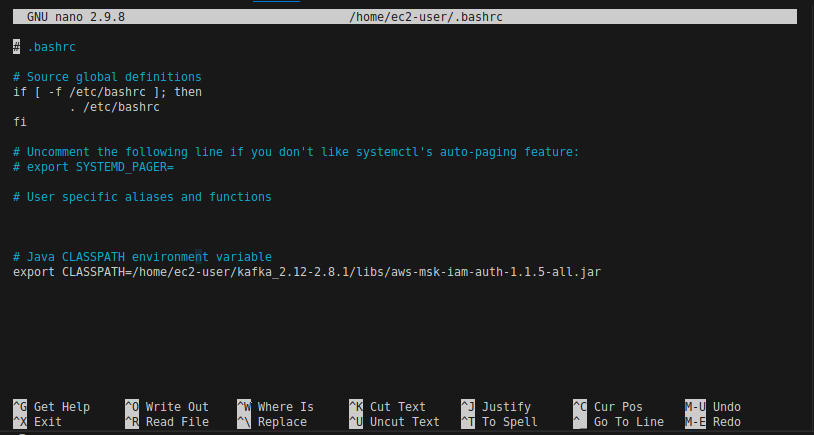 GNU nano 2.9.8 /home/ec2-user/.bashrc
# .bashrc
# Source global definitions
if [ -f /etc/bashrc ]; then
. /etc/bashrc
fi
# Uncomment the following line if you don't like systemctl's auto-paging feature:
# export SYSTEMD_PAGER=
# User specific aliases and functions
# Java CLASSPATH environment variable
export CLASSPATH=/home/ec2-user/kafka_2.12-2.8.1/libs/aws-msk-iam-auth-1.1.5-all.jar
^G Get Help ^O Write Out ^W Where Is ^K Cut Text ^J Justify ^C Cur Pos M-U Undo
^X Exit ^R Read File ^\ Replace ^U Uncut Text ^T To Spell ^_ Go To Line M-E Redo